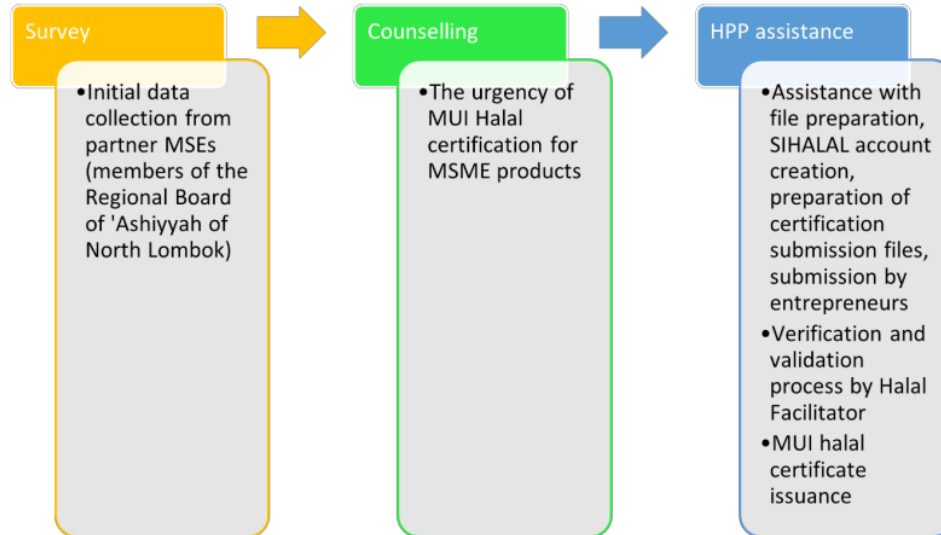 Survey
•Initial data
collection from
partner MSEs
(members of the
Regional Board
of 'Ashiyyah of
North Lombok)
Counselling
•The urgency of
MUI Halal
certification for
MSME products
HPP assistance
•Assistance with
file preparation,
SIHALAL account
creation,
preparation of
certification
submission files,
submission by
entrepreneurs
•Verification and
validation
process by Halal
Facilitator
•MUI halal
certificate
issuance